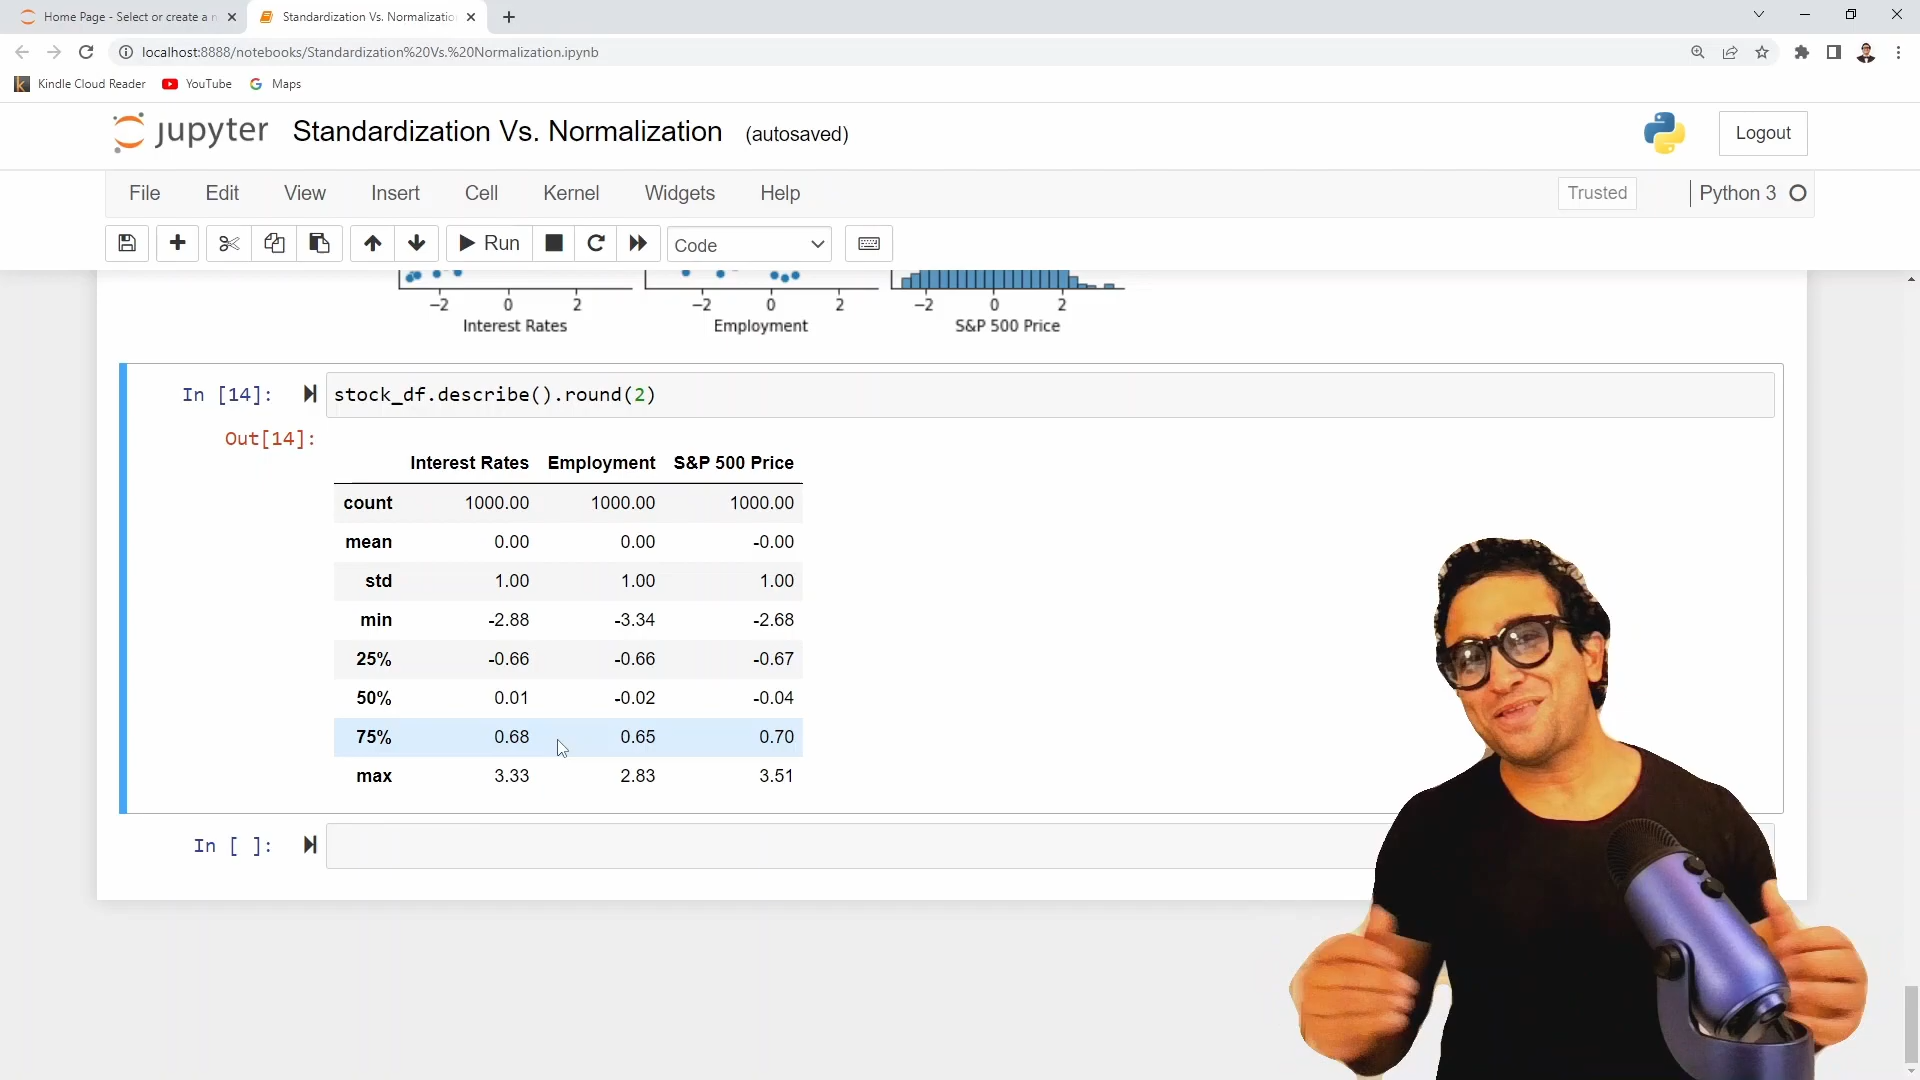 Home Page - Select or create a n
Standardization Vs. Normalizatio
localhost:8888/notebooks/Standardization%20Vs.%20Normalization.ipynb
Kindle Cloud Reader YouTube Maps
jupyter Standardization Vs. Normalization (autosaved) Logout
File Edit View Insert Cell Kernel Widgets Help Trusted Python 3
Run Code
−2 0 2 −2 0 2 −2 0 2
Interest Rates Employment S&P 500 Price
In [14]: stock_df.describe().round(2)
Out[14]:
Interest Rates Employment S&P 500 Price
count 1000.00 1000.00 1000.00
mean 0.00 0.00 -0.00
std 1.00 1.00 1.00
min -2.88 -3.34 -2.68
25% -0.66 -0.66 -0.67
50% 0.01 -0.02 -0.04
75% 0.68 0.65 0.70
max 3.33 2.83 3.51
In [ ]: